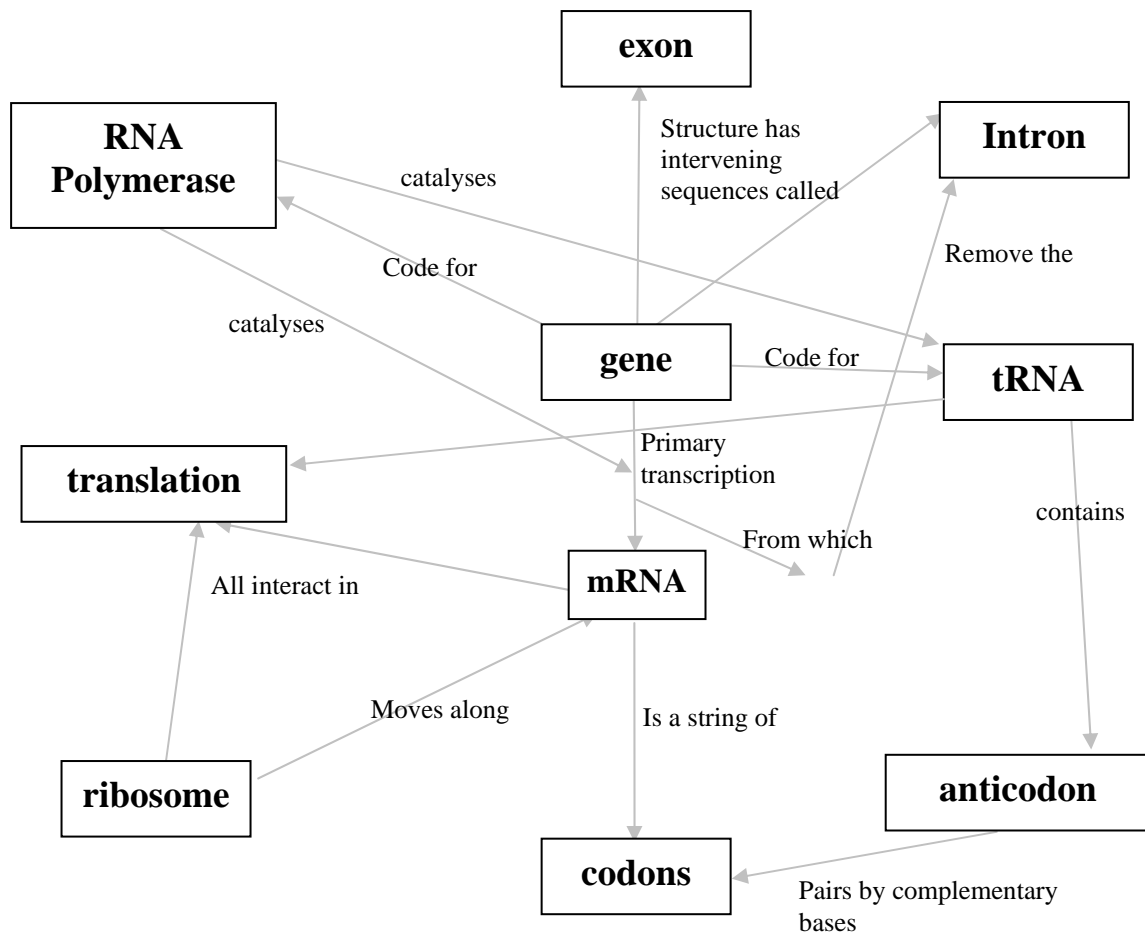 exon
RNA
Polymerase
Structure has
intervening
sequences called
Intron
catalyses
Remove the
Code for
catalyses
gene
Code for
tRNA
Primary
transcription
translation
contains
From which
All interact in
mRNA
Moves along
Is a string of
ribosome
anticodon
codons
Pairs by complementary
bases